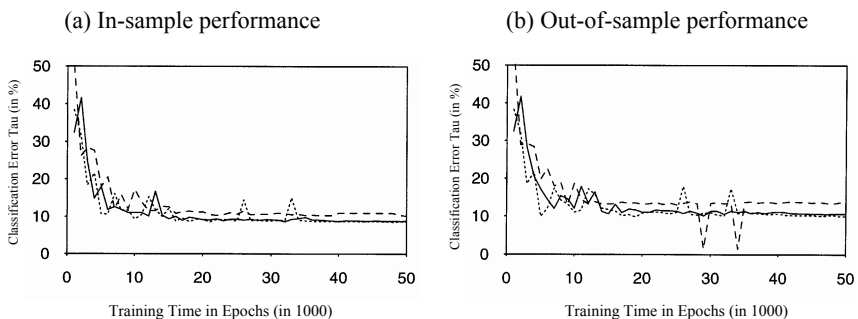 (a) In-sample performance
(b) Out-of-sample performance
Classification Error Tau (in %)
50
40
30
20
10
0
0 10 20 30 40 50
Training Time in Epochs (in 1000)
Classification Error Tau (in %)
50
40
30
20
10
0
0 10 20 30 40 50
Training Time in Epochs (in 1000)